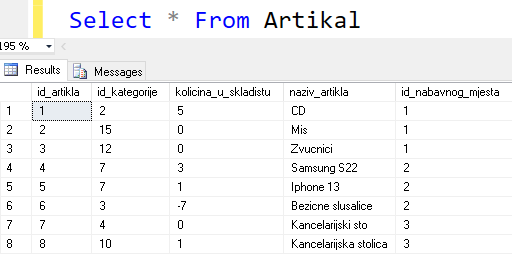 Select * From Artikal
195 %
Results Messages
id_artikla id_kategorije kolicina_u_skladistu naziv_artikla id_nabavnog_mjesta
1 1 2 5 CD 1
2 2 15 0 Mis 1
3 3 12 0 Zvucnici 1
4 4 7 3 Samsung S22 2
5 5 7 1 Iphone 13 2
6 6 3 -7 Bezicne slusalice 2
7 7 4 0 Kancelarijski sto 3
8 8 10 1 Kancelarijska stolica 3